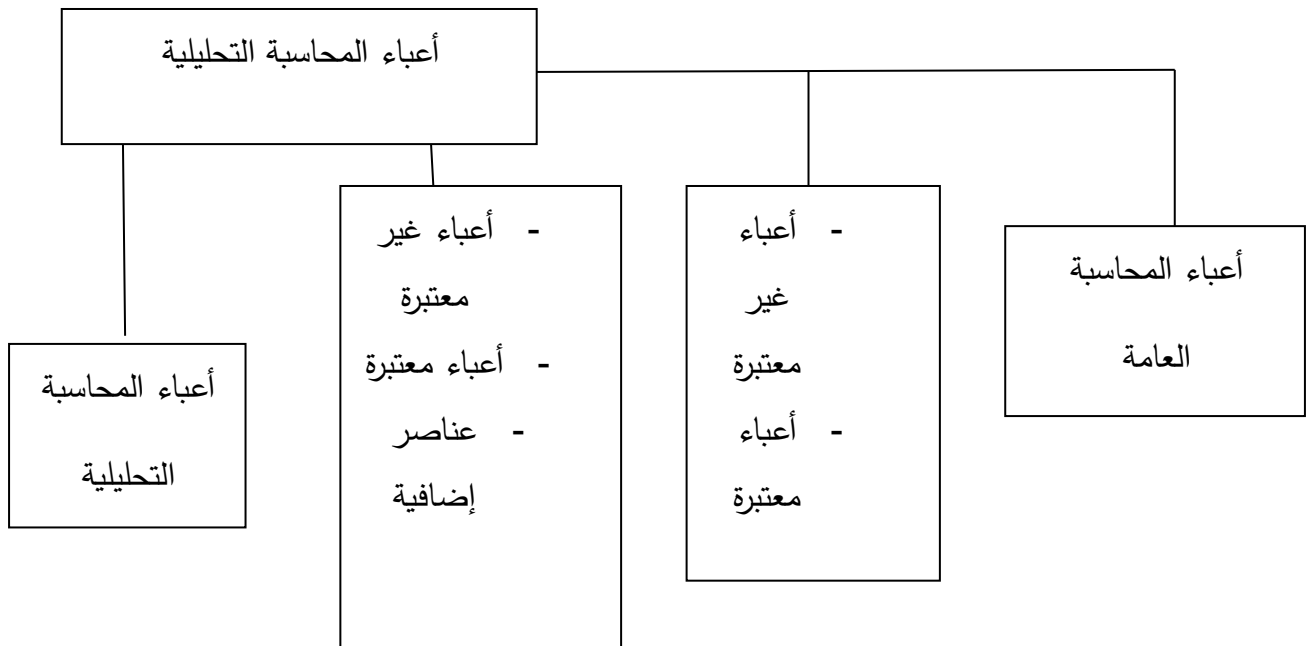 أعباء المحاسبة التحليلية
أعباء المحاسبة
العامة
- أعباء
غير
معتبرة
- أعباء
معتبرة
- أعباء غير
معتبرة
- أعباء معتبرة
- عناصر
إضافية
أعباء المحاسبة
التحليلية